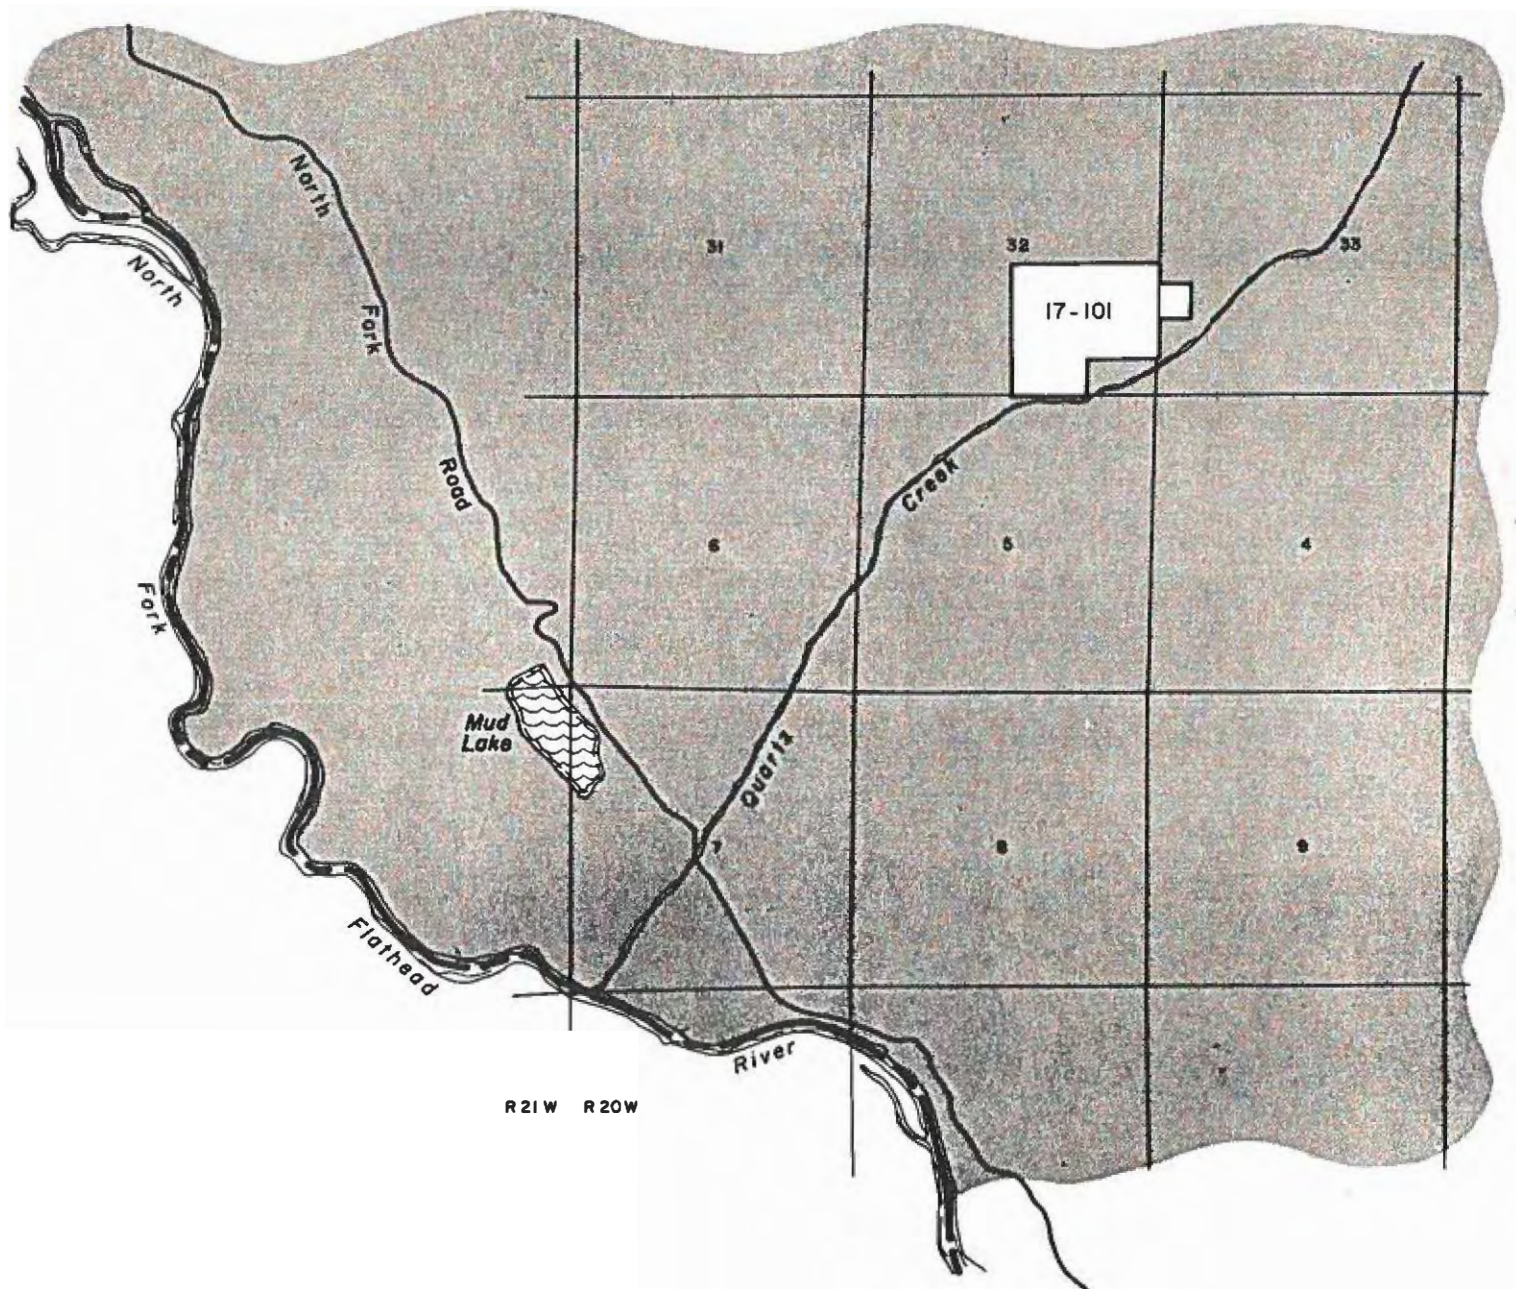 North
Fork
Road
North
Fork
Flathead
River
31
32
33
17-101
Creek
Quartz
6
5
4
Mud
Lake
7
8
9
R21W R20W